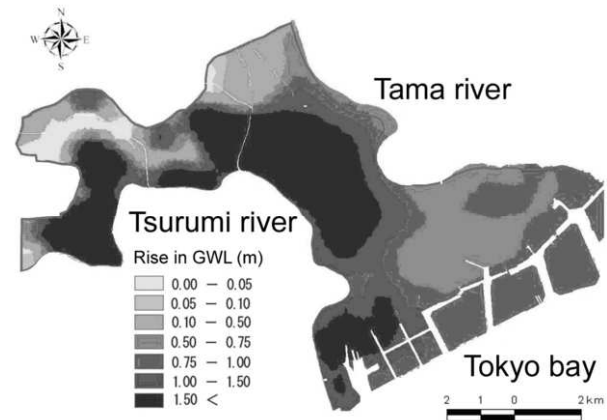 N
W E
S
Tama river
Tsurumi river
Rise in GWL (m)
0.00 – 0.05
0.05 – 0.10
0.10 – 0.50
0.50 – 0.75
0.75 – 1.00
1.00 – 1.50
1.50 <
Tokyo bay
2 1 0 2 km